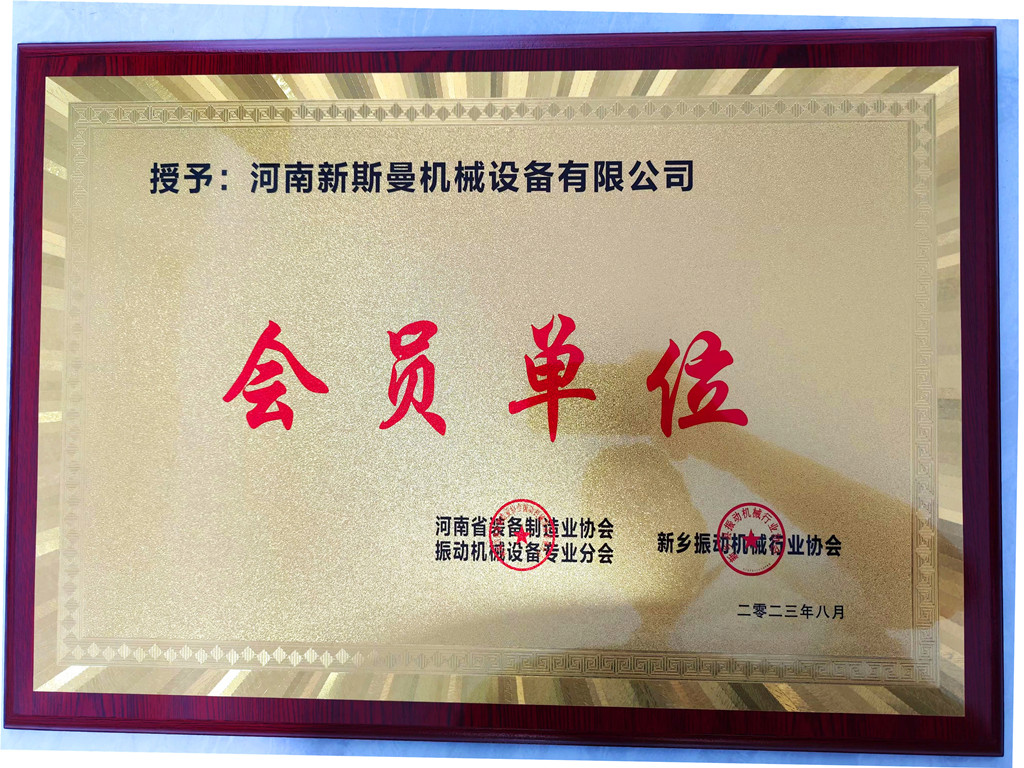 授予：河南新斯曼机械设备有限公司
会员单位
河南省装备制造业协会
振动机械设备专业分会
新乡振动机械行业协会
二零二三年八月